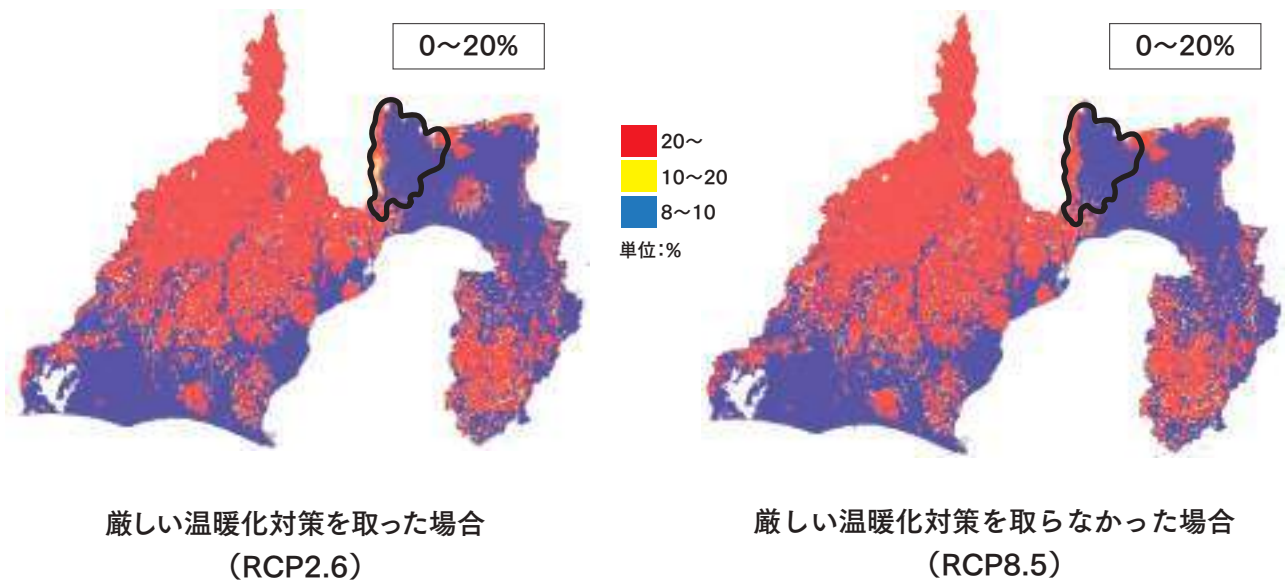 0～20%
0～20%
20～
10～20
8～10
単位：%
厳しい温暖化対策を取った場合
（RCP2.6）
厳しい温暖化対策を取らなかった場合
（RCP8.5）